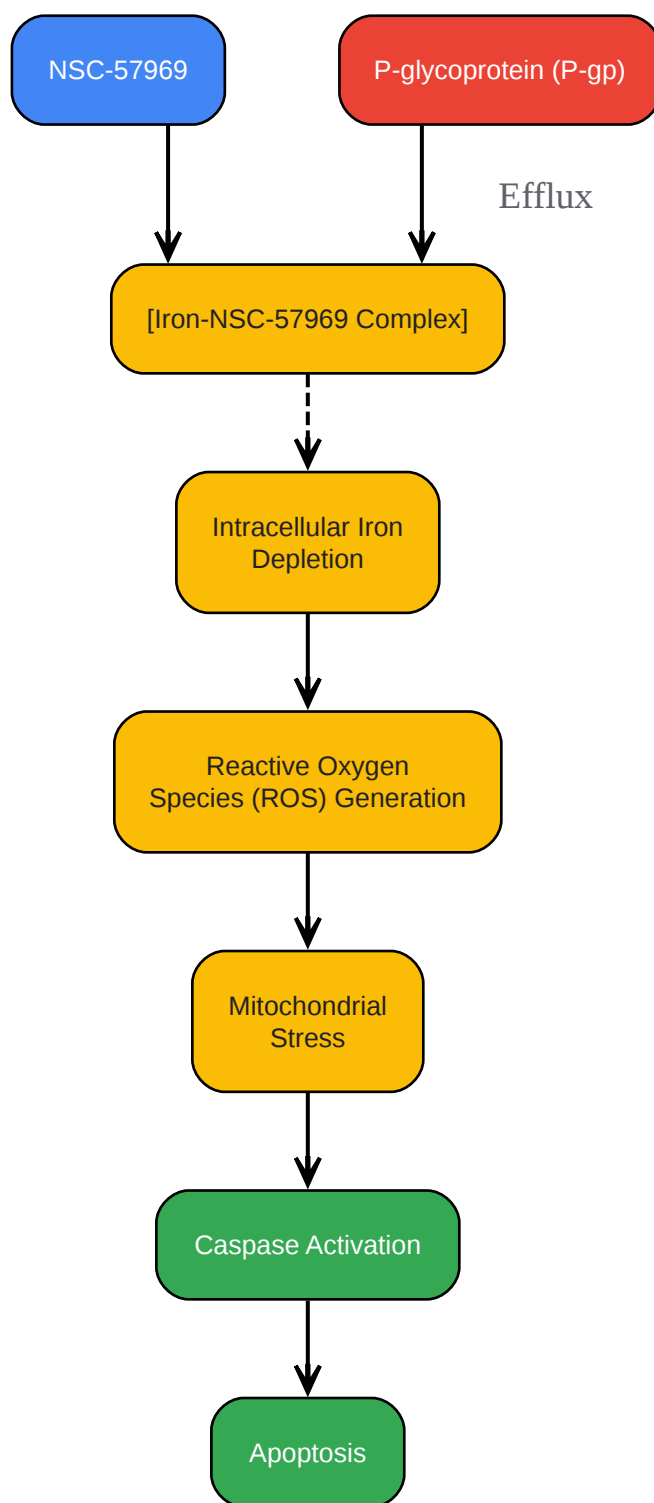 NSC-57969
P-glycoprotein (P-gp)
Efflux
[Iron-NSC-57969 Complex]
Intracellular Iron
Depletion
Reactive Oxygen
Species (ROS) Generation
Mitochondrial
Stress
Caspase Activation
Apoptosis